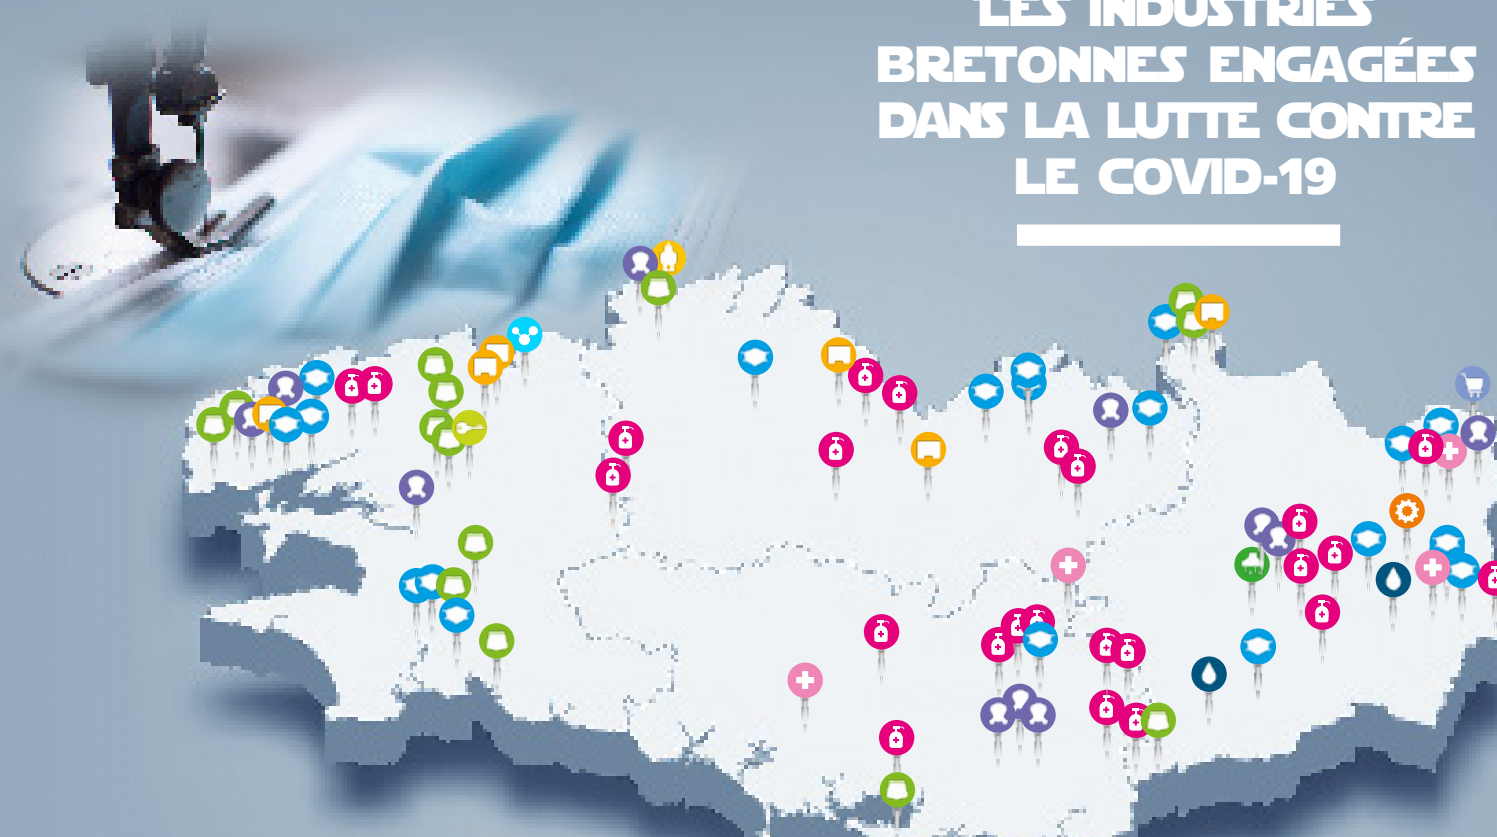 LES INDUSTRIES
BRETONNES ENGAGÉES
DANS LA LUTTE CONTRE
LE COVID-19